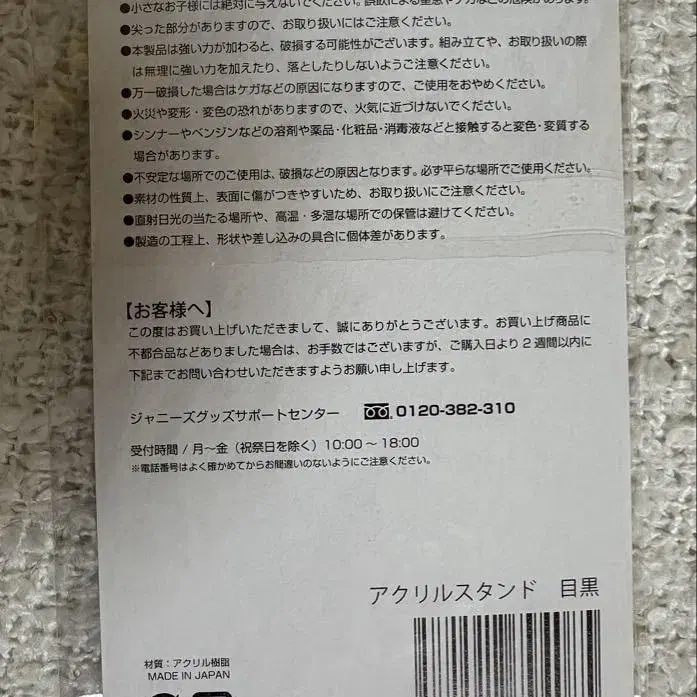 ●小さなお子様には絶対に与えないでください。誤飲による窒息やケガなどの危険があります。
●尖った部分がありますので、お取り扱いにはご注意ください。
●本製品は強い力が加わると、破損する可能性がございます。組み立てや、お取り扱いの際
は無理に強い力を加えたり、落としたりしないようご注意ください。
●万一破損した場合はケガなどの原因になりますので、ご使用をおやめください。
●火災や変形・変色の恐れがありますので、火気に近づけないでください。
●シンナーやベンジンなどの溶剤や薬品・化粧品・消毒液などと接触すると変色・変質する
場合があります。
●不安定な場所でのご使用は、破損などの原因となります。必ず平らな場所でご使用ください。
●素材の性質上、表面に傷がつきやすいため、お取り扱いにご注意ください。
●直射日光の当たる場所や、高温・多湿な場所での保管は避けてください。
●製造の工程上、形状や差し込みの具合に個体差があります。
【お客様へ】
この度はお買い上げいただきまして、誠にありがとうございます。お買い上げ商品に
不都合品などありました場合は、お手数ではございますが、ご購入日より2週間以内に
下記までお問い合わせいただきますようお願い申し上げます。
ジャニーズグッズサポートセンター 0120-382-310
受付時間 / 月～金（祝祭日を除く）10:00 ～ 18:00
※電話番号はよく確かめてからお間違いのないようにご注意ください。
アクリルスタンド 目黒
材質：アクリル樹脂
MADE IN JAPAN